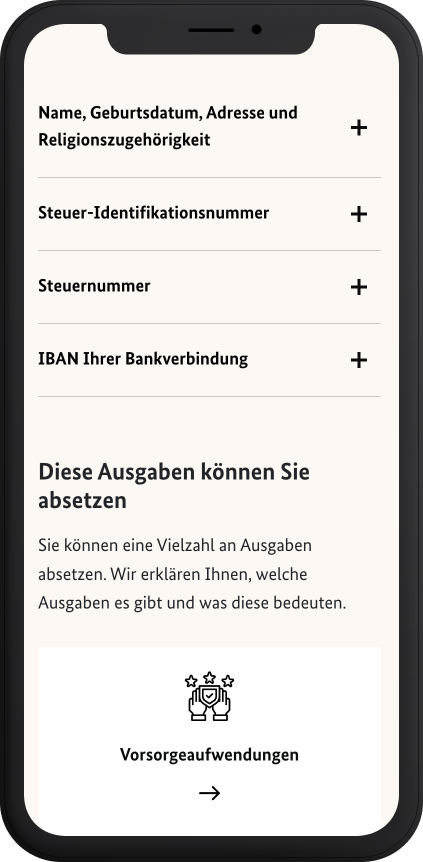 Name, Geburtsdatum, Adresse und
Religionszugehörigkeit
Steuer-Identifikationsnummer
Steuernummer
IBAN Ihrer Bankverbindung
Diese Ausgaben können Sie
absetzen
Sie können eine Vielzahl an Ausgaben
absetzen. Wir erklären Ihnen, welche
Ausgaben es gibt und was diese bedeuten.
Vorsorgeaufwendungen